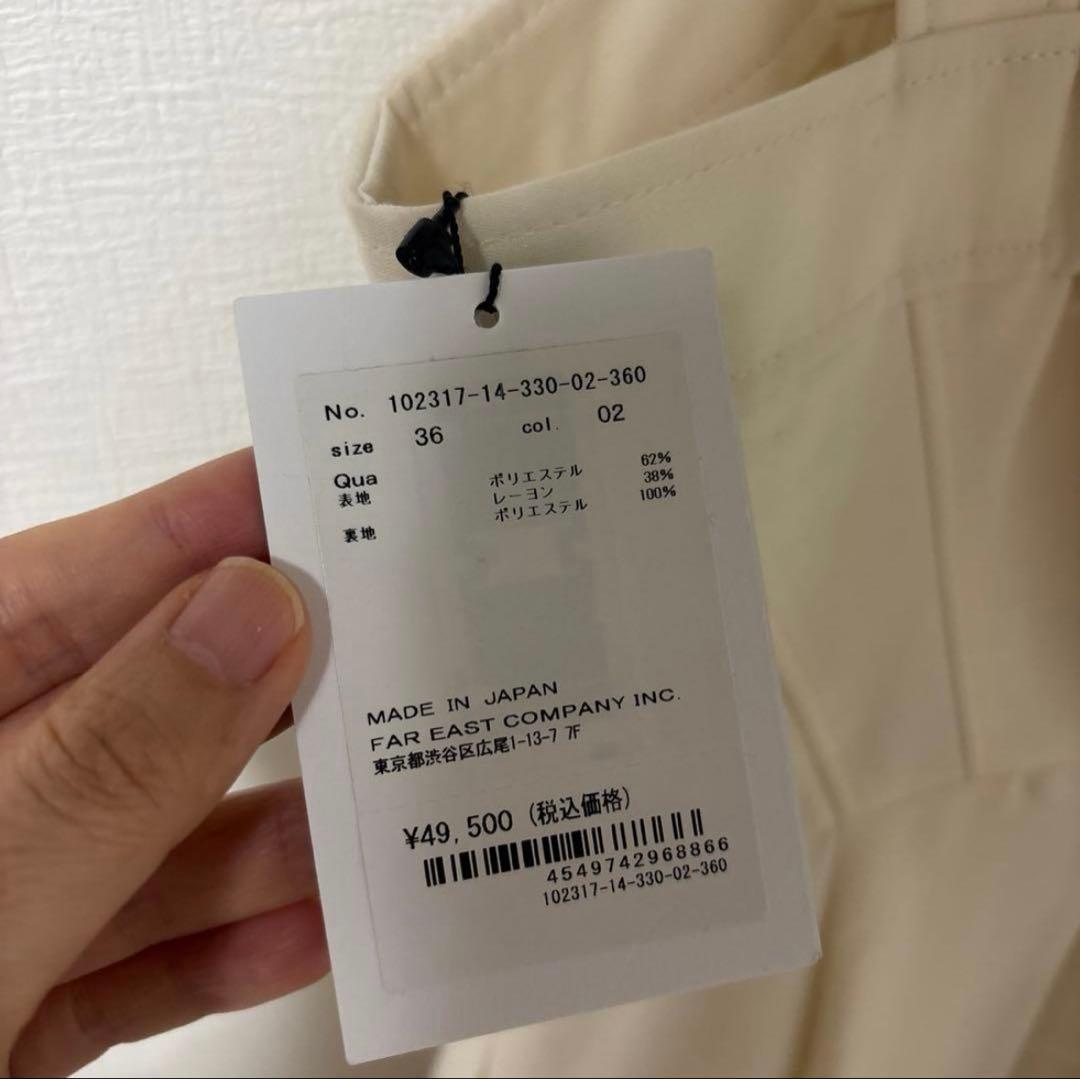 No. 102317-14-330-02-360
size 36 col. 02
Qua
表地 ポリエステル 62%
レーヨン 38%
裏地 ポリエステル 100%
MADE IN JAPAN
FAR EAST COMPANY INC.
東京都渋谷区広尾1-13-7 7F
¥49,500 (税込価格)
4549742968866
102317-14-330-02-360